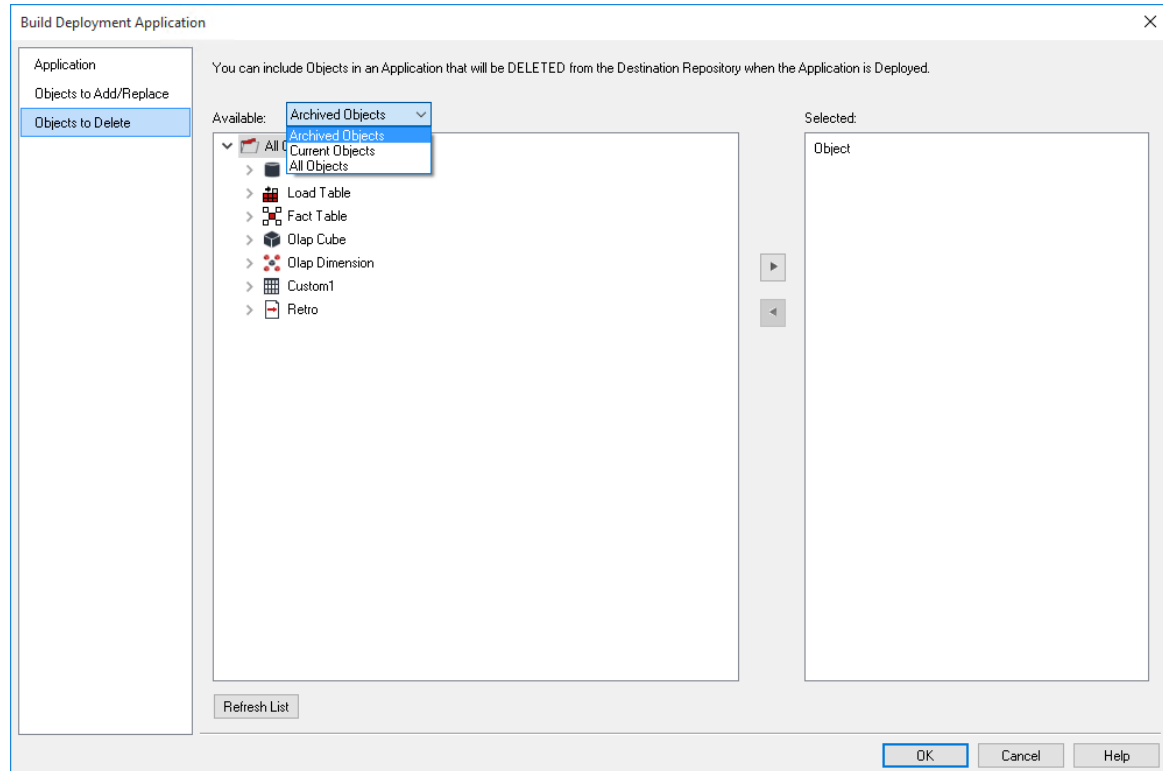 Build Deployment Application
Application
Objects to Add/Replace
Objects to Delete
You can include Objects in an Application that will be DELETED from the Destination Repository when the Application is Deployed.
Available:
Archived Objects
Archived Objects
Current Objects
All Objects
All
Load Table
Fact Table
Olap Cube
Olap Dimension
Custom1
Retro
Selected:
Object
Refresh List
OK
Cancel
Help